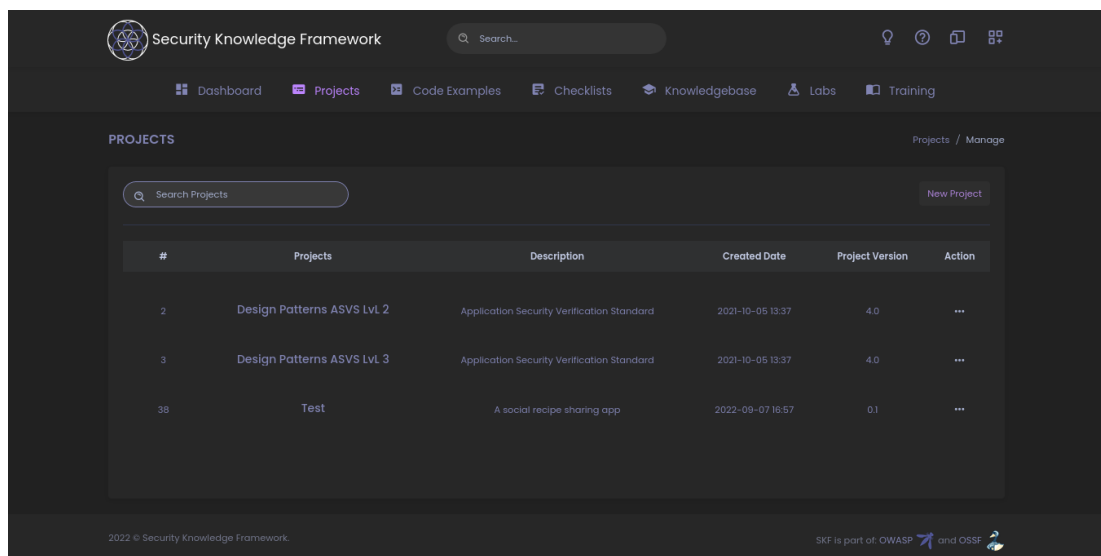 Security Knowledge Framework
Search...
Dashboard Projects Code Examples Checklists Knowledgebase Labs Training
PROJECTS
Projects / Manage
Search Projects
New Project
# Projects Description Created Date Project Version Action
2 Design Patterns ASVS LvL 2 Application Security Verification Standard 2021-10-05 13:37 4.0 •••
3 Design Patterns ASVS LvL 3 Application Security Verification Standard 2021-10-05 13:37 4.0 •••
38 Test A social recipe sharing app 2022-09-07 16:57 0.1 •••
2022 © Security Knowledge Framework.
SKF is part of: OWASP and OSSF